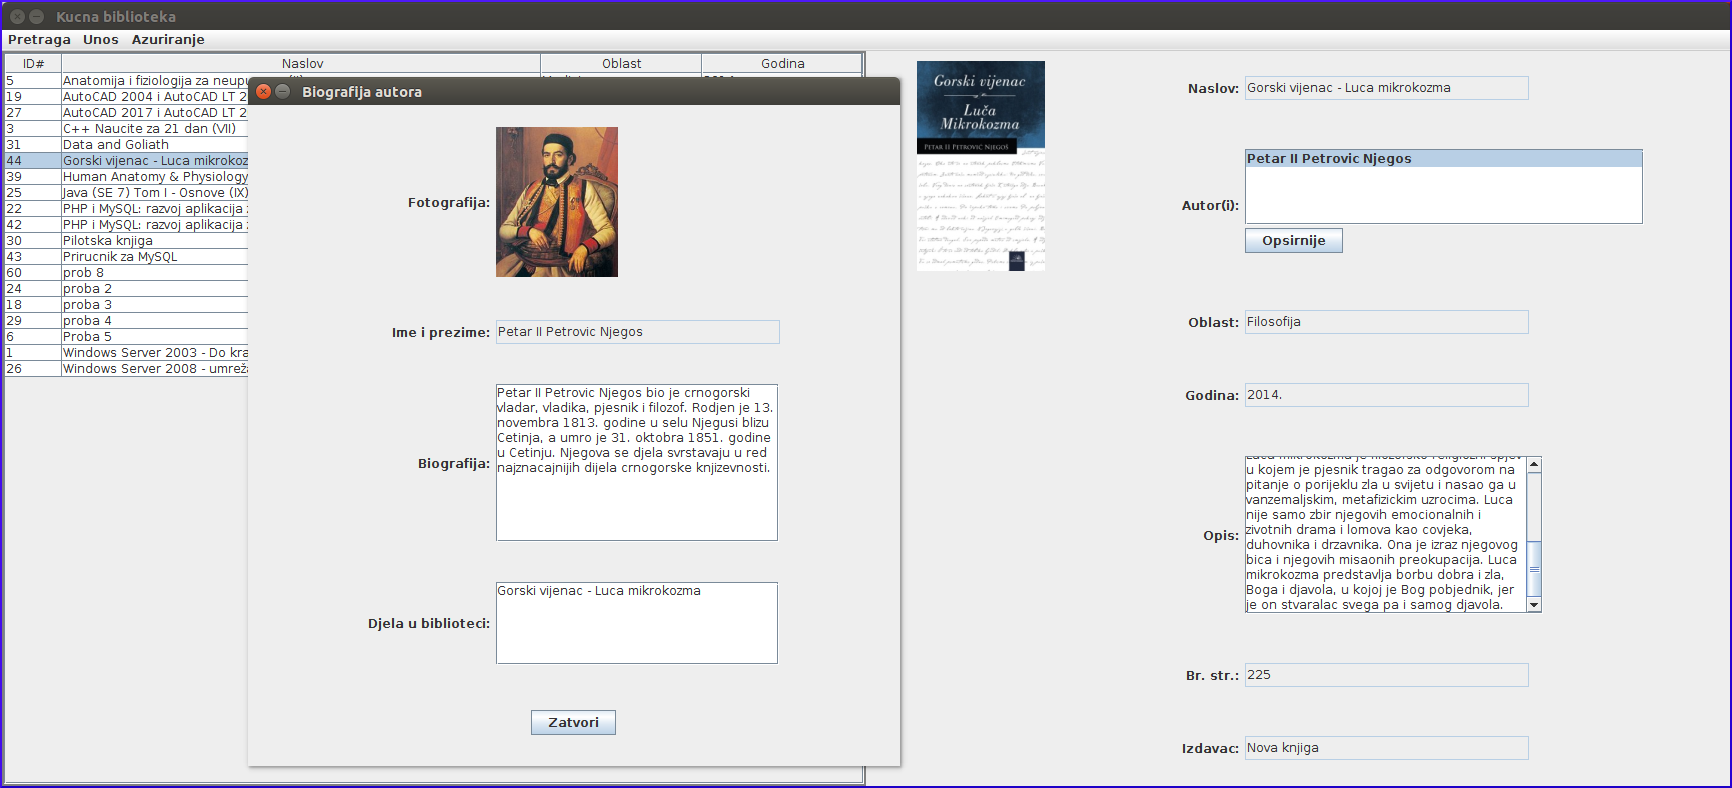 Kucna biblioteka
Pretraga Unos Azuriranje
ID# Naslov Oblast Godina
5 Anatomija i fiziologija za
19 AutoCAD 2004 i AutoCAD LT 2
27 AutoCAD 2017 i AutoCAD LT 2
3 C++ Naucite za 21 dan (VII)
31 Data and Goliath
44 Gorski vijenac - Luca mikrokoz
39 Human Anatomy & Physiology
25 Java (SE 7) Tom I - Osnove (IX)
22 PHP i MySQL: razvoj aplikacija
42 PHP i MySQL: razvoj aplikacija
30 Pilotska knjiga
43 Prirucnik za MySQL
60 prob 8
24 proba 2
18 proba 3
29 proba 4
6 Proba 5
1 Windows Server 2003 - Do kra
26 Windows Server 2008 - umrež
Biografija autora
Fotografija:
Ime i prezime: Petar II Petrovic Njegos
Biografija:
Petar II Petrovic Njegos bio je crnogorski
vladar, vladika, pjesnik i filozof. Rodjen je 13.
novembra 1813. godine u selu Njegusi blizu
Cetinja, a umro je 31. oktobra 1851. godine
u Cetinju. Njegova se djela svrstavaju u red
najznacajnijih dijela crnogorske knjizevnosti.
Djela u biblioteci: Gorski vijenac - Luca mikrokozma
Zatvori
Gorski vijenac
Luča
Mikrokozma
PETAR II PETROVIĆ NJEGOŠ
Naslov: Gorski vijenac - Luca mikrokozma
Autor(i): Petar II Petrovic Njegos
Opsirnije
Oblast: Filosofija
Godina: 2014.
Opis:
Luca mikrokozma je filozofsko religiozni spjev
u kojem je pjesnik tragao za odgovorom na
pitanje o porijeklu zla u svijetu i nasao ga u
vanzemaljskim, metafizickim uzrocima. Luca
nije samo zbir njegovih emocionalnih i
zivotnih drama i lomova kao covjeka,
duhovnika i drzavnika. Ona je izraz njegovog
bica i njegovih misaonih preokupacija. Luca
mikrokozma predstavlja borbu dobra i zla,
Boga i djavola, u kojoj je Bog pobjednik, jer
je on stvaralac svega pa i samog djavola.
Br. str.: 225
Izdavac: Nova knjiga